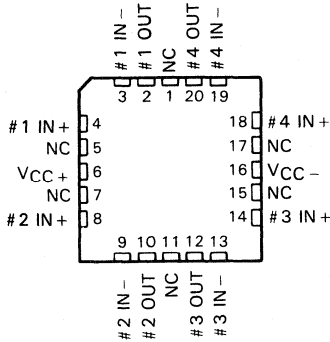 #1 IN−
#1 OUT
NC
#4 OUT
#4 IN−
3 2 1 20 19
#1 IN+ 4
NC 5
VCC+ 6
NC 7
#2 IN+ 8
18 #4 IN+
17 NC
16 VCC−
15 NC
14 #3 IN+
9 10 11 12 13
#2 IN−
#2 OUT
NC
#3 OUT
#3 IN−